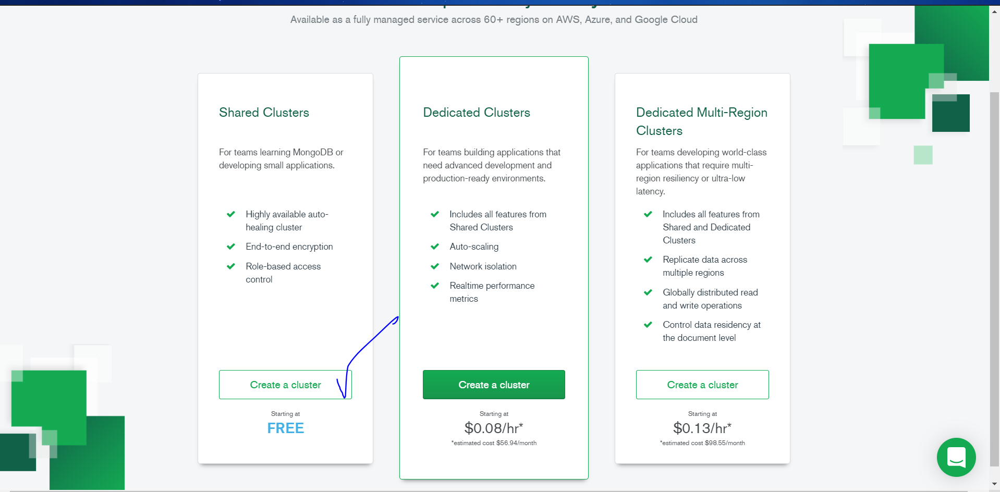 Available as a fully managed service across 60+ regions on AWS, Azure, and Google Cloud
Shared Clusters
For teams learning MongoDB or
developing small applications.
Highly available auto-
healing cluster
End-to-end encryption
Role-based access
control
Create a cluster
Starting at
FREE
Dedicated Clusters
For teams building applications that
need advanced development and
production-ready environments.
Includes all features from
Shared Clusters
Auto-scaling
Network isolation
Realtime performance
metrics
Create a cluster
Starting at
$0.08/hr*
*estimated cost $56.94/month
Dedicated Multi-Region
Clusters
For teams developing world-class
applications that require multi-
region resiliency or ultra-low
latency.
Includes all features from
Shared and Dedicated
Clusters
Replicate data across
multiple regions
Globally distributed read
and write operations
Control data residency at
the document level
Create a cluster
Starting at
$0.13/hr*
*estimated cost $98.55/month